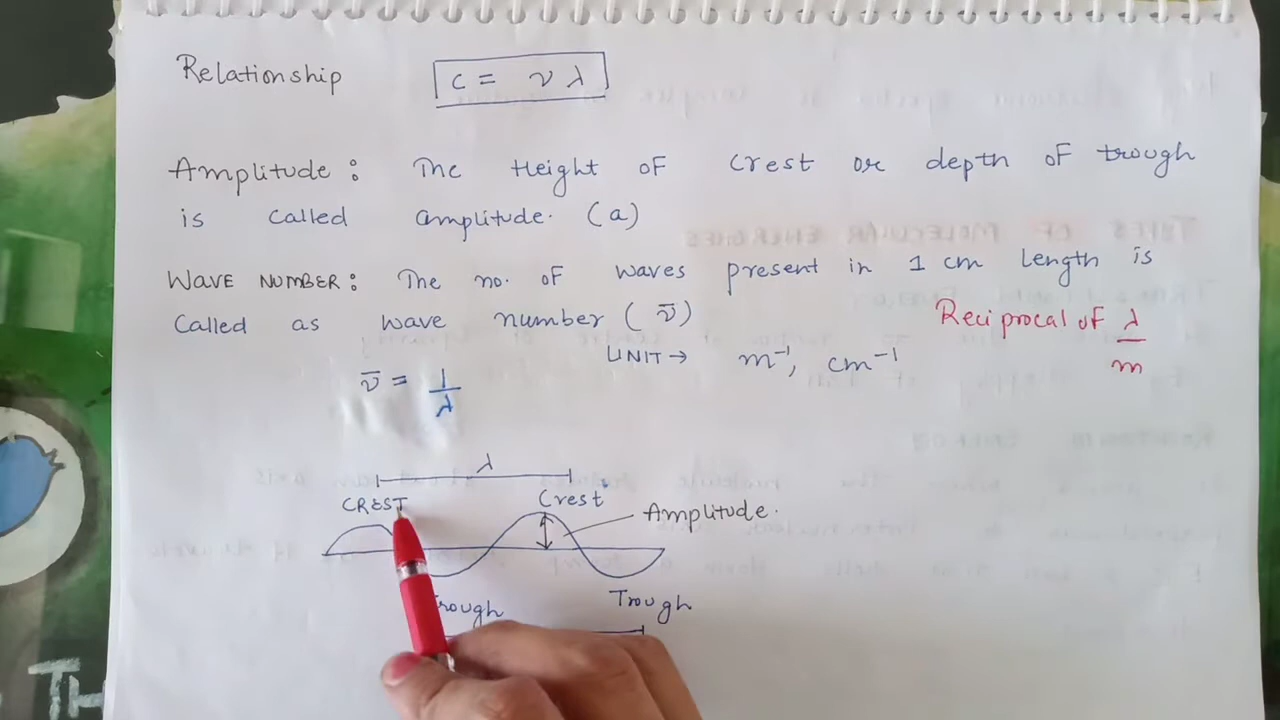 Relationship c = ν λ
Amplitude : The Height of Crest or depth of trough
is called amplitude. (a)
WAVE NUMBER : The no. of waves present in 1 cm Length is
Called as wave number ( ν̄ ) Reciprocal of λ
UNIT → m⁻¹, cm⁻¹ m
ν̄ = 1/λ
λ
CREST Crest Amplitude.
Trough Trough
TH